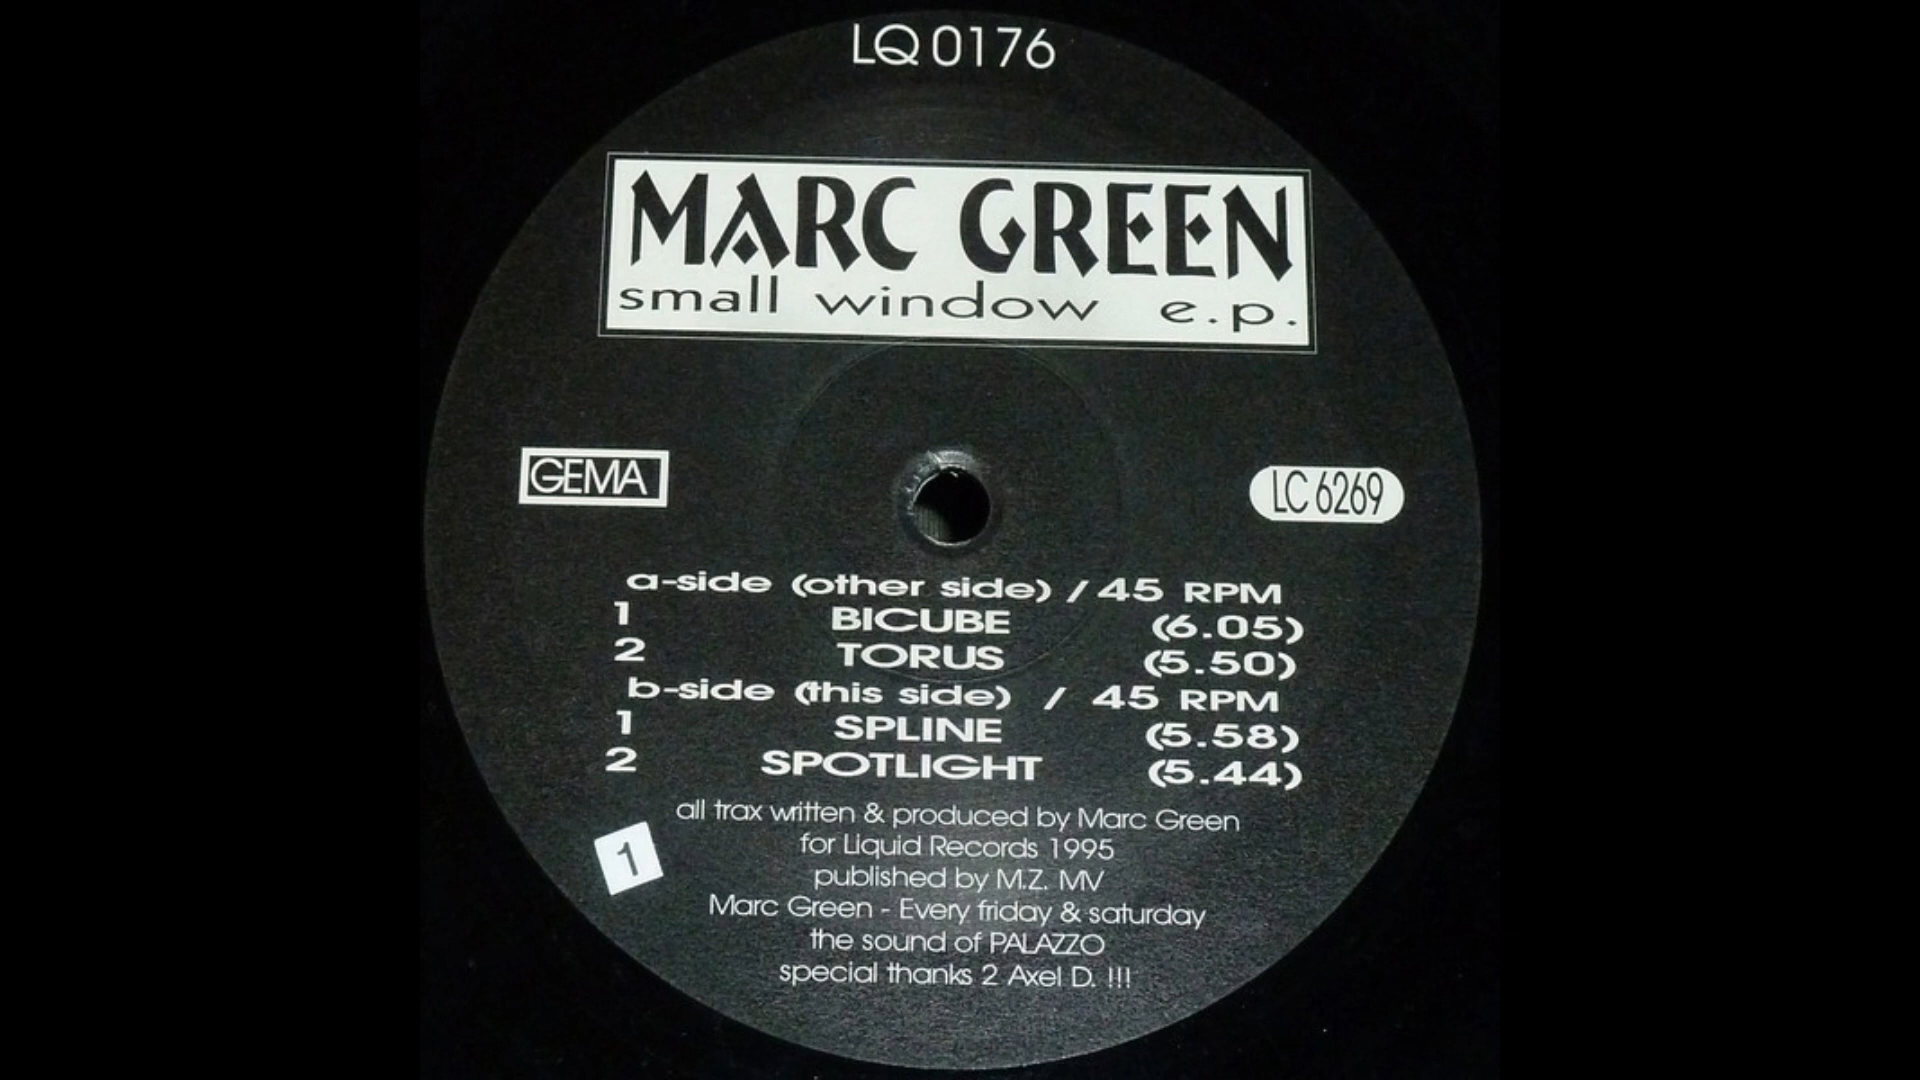 LQ 0176
MARC GREEN
small window e.p.
GEMA
LC 6269
a-side (other side) / 45 RPM
1 BICUBE (6.05)
2 TORUS (5.50)
b-side (this side) / 45 RPM
1 SPLINE (5.58)
2 SPOTLIGHT (5.44)
all trax written & produced by Marc Green
for Liquid Records 1995
1
published by M.Z. MV
Marc Green - Every friday & saturday
the sound of PALAZZO
special thanks 2 Axel D. !!!